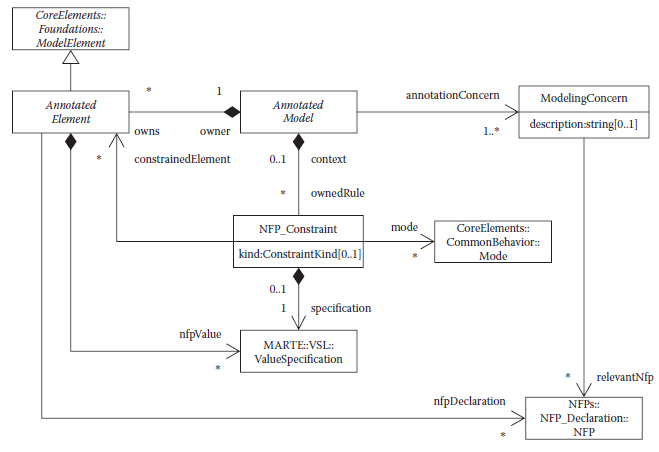 CoreElements::
Foundations::
ModelElement
Annotated
Element
*
1
owns
owner
Annotated
Model
annotationConcern
1..*
ModelingConcern
description:string[0..1]
*
constrainedElement
0..1
context
*
ownedRule
NFP_Constraint
kind:ConstraintKind[0..1]
mode
*
CoreElements::
CommonBehavior::
Mode
0..1
1
specification
nfpValue
*
MARTE::VSL::
ValueSpecification
*
relevantNfp
nfpDeclaration
*
NFPs::
NFP_Declaration::
NFP